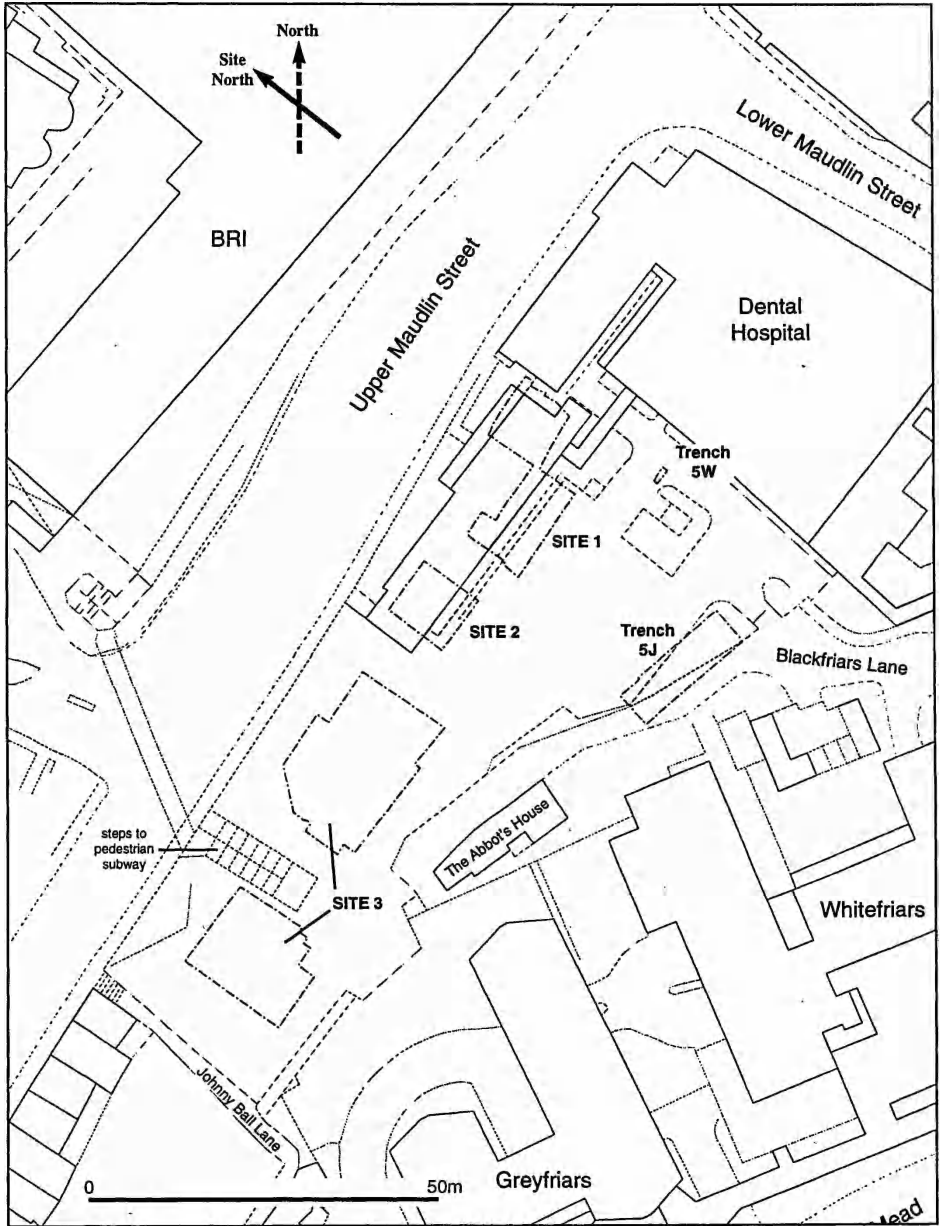 North
Site
North
Lower Maudlin Street
BRI
Upper Maudlin Street
Dental
Hospital
Trench
5W
SITE 1
SITE 2
Trench
5J
Blackfriars Lane
The Abbot's House
steps to
pedestrian
subway
SITE 3
Whitefriars
Johnny Ball Lane
0 50m
Greyfriars
Mead